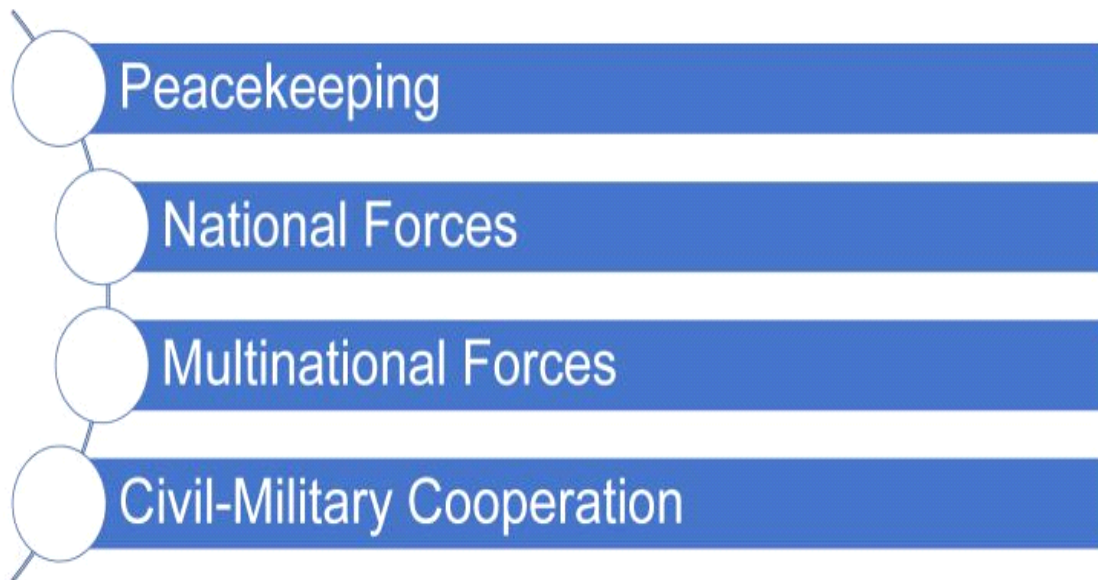 Peacekeeping
National Forces
Multinational Forces
Civil-Military Cooperation